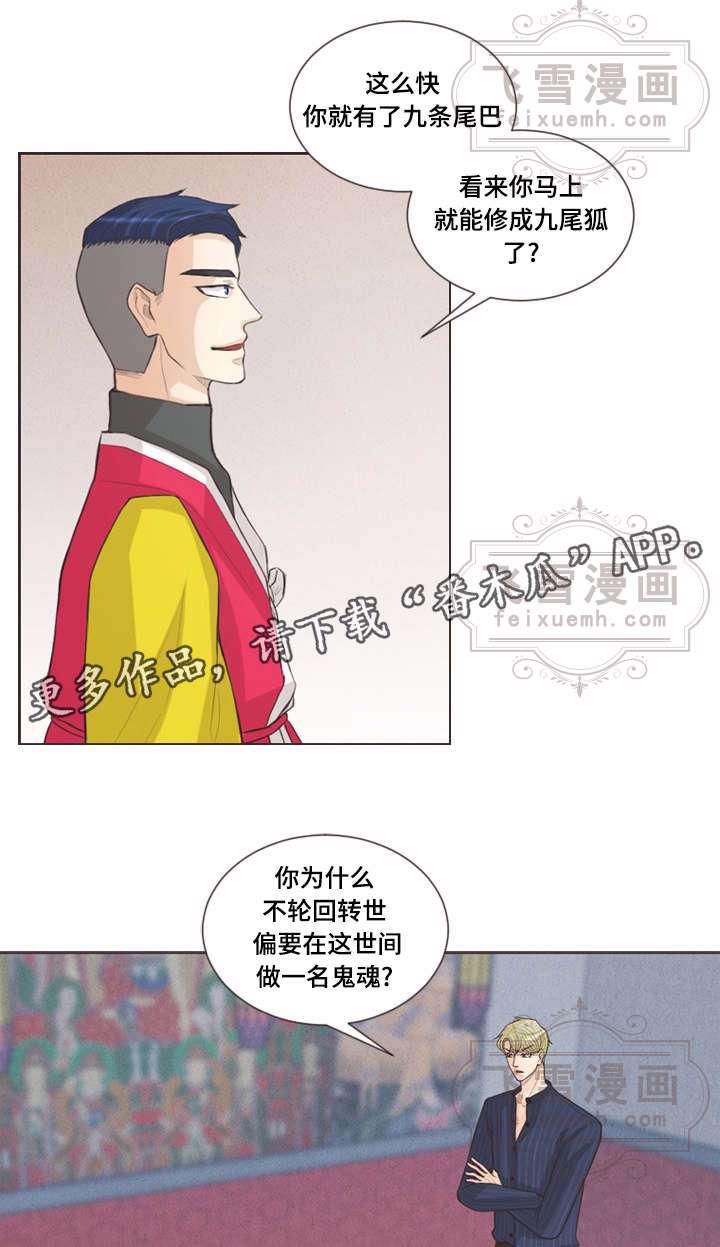 飞雪漫画
feixuemh.com
这么快
你就有了九条尾巴
看来你马上
就能修成九尾狐
了?
飞雪漫画
feixuemh.com
更多作品，请下载“番木瓜”APP。
你为什么
不轮回转世
偏要在这世间
做一名鬼魂?
飞雪漫画
feixuemh.com